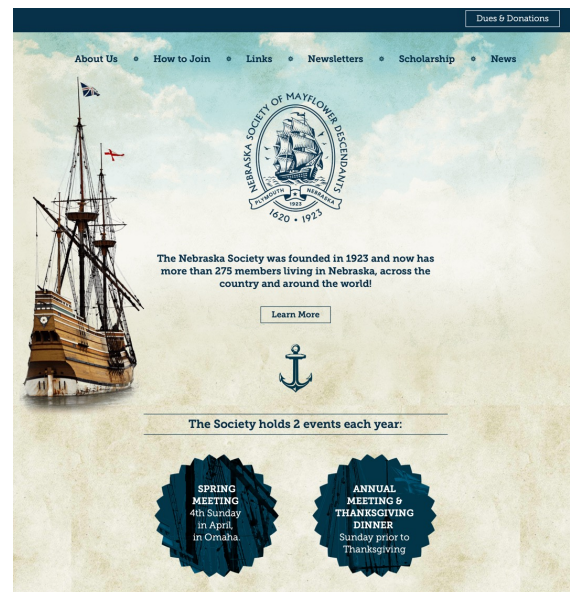 Dues & Donations
About Us
How to Join
Links
Newsletters
Scholarship
News
NEBRASKA SOCIETY OF MAYFLOWER DESCENDANTS
PLYMOUTH
NEBRASKA
1923
1620 • 1923
The Nebraska Society was founded in 1923 and now has
more than 275 members living in Nebraska, across the
country and around the world!
Learn More
The Society holds 2 events each year:
SPRING
MEETING
4th Sunday
in April,
in Omaha.
ANNUAL
MEETING &
THANKSGIVING
DINNER
Sunday prior to
Thanksgiving